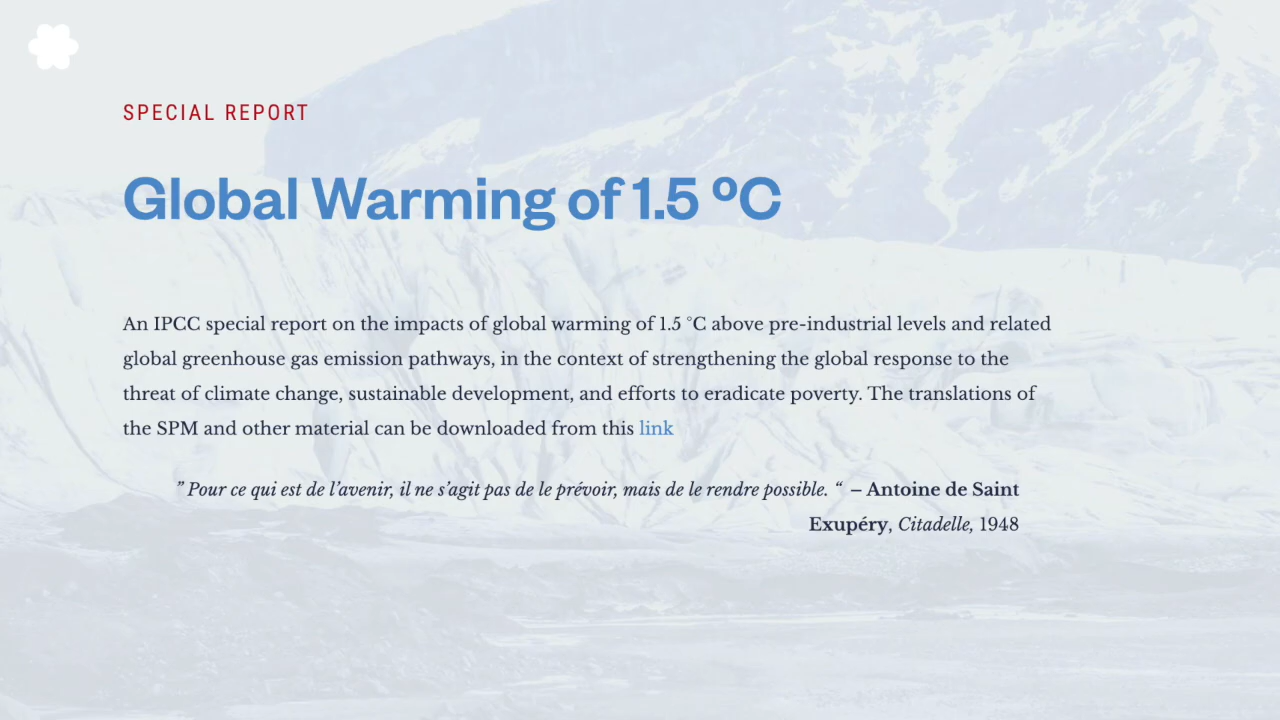 SPECIAL REPORT
Global Warming of 1.5 ºC
An IPCC special report on the impacts of global warming of 1.5 °C above pre-industrial levels and related
global greenhouse gas emission pathways, in the context of strengthening the global response to the
threat of climate change, sustainable development, and efforts to eradicate poverty. The translations of
the SPM and other material can be downloaded from this link
” Pour ce qui est de l’avenir, il ne s’agit pas de le prévoir, mais de le rendre possible. “ – Antoine de Saint
Exupéry, Citadelle, 1948